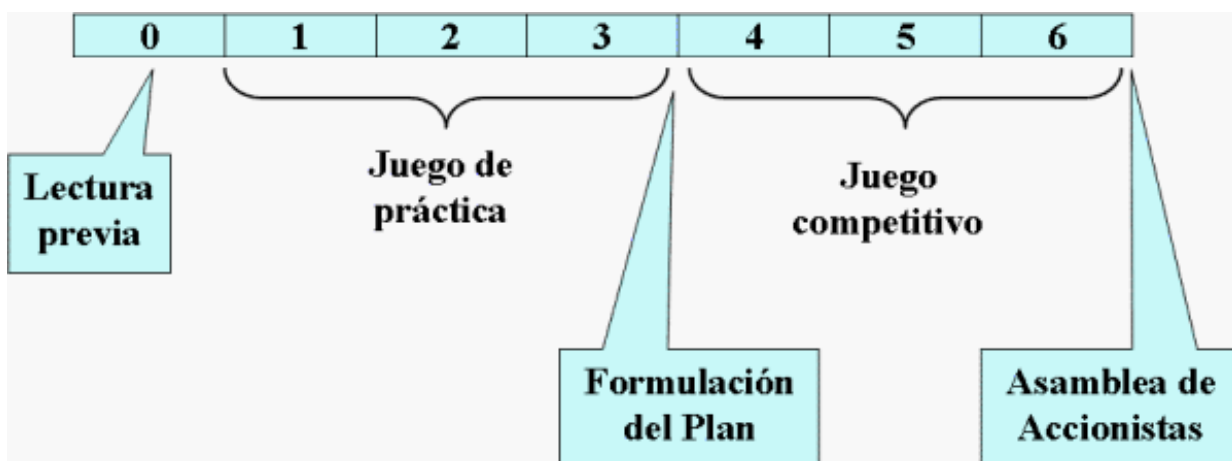 0 1 2 3 4 5 6
Lectura
previa
Juego de
práctica
Juego
competitivo
Formulación
del Plan
Asamblea de
Accionistas